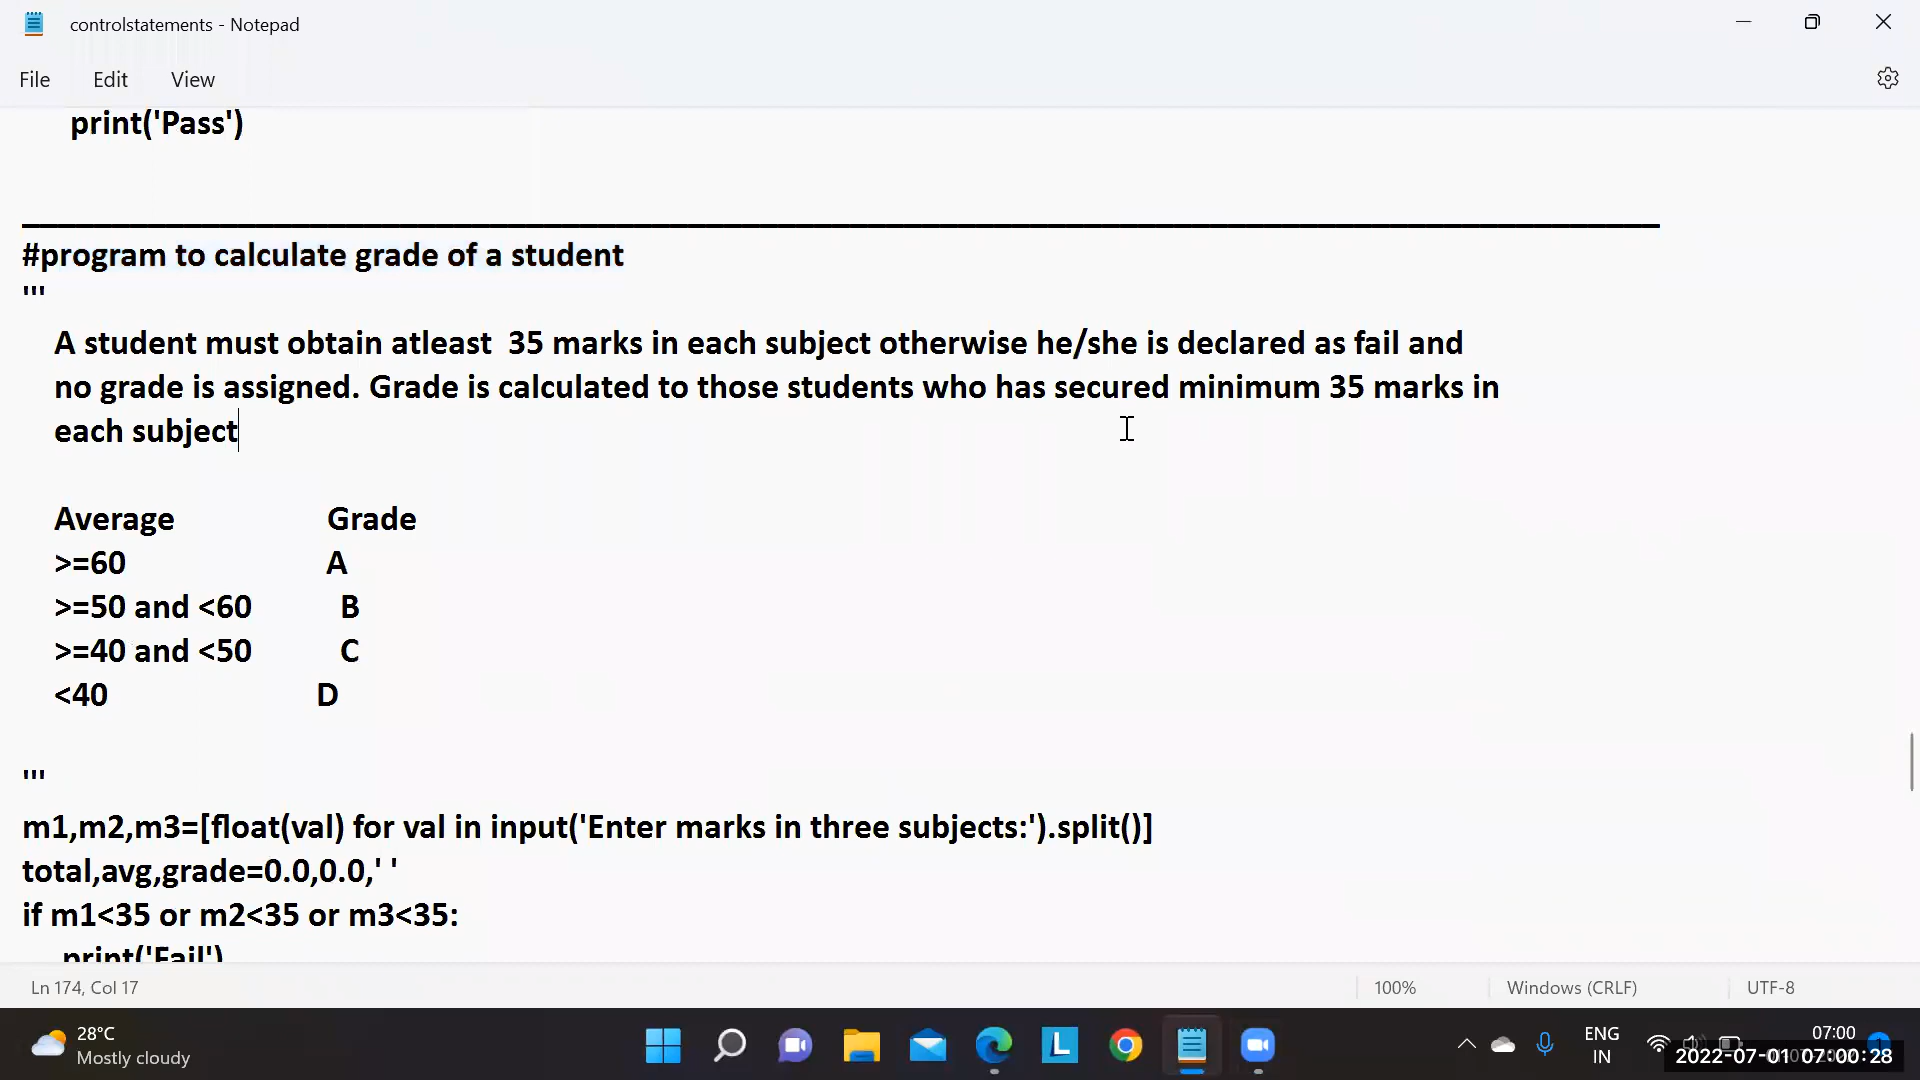 controlstatements - Notepad
File Edit View
print('Pass')
#program to calculate grade of a student
'''
A student must obtain atleast  35 marks in each subject otherwise he/she is declared as fail and
no grade is assigned. Grade is calculated to those students who has secured minimum 35 marks in
each subject
Average Grade
>=60 A
>=50 and <60 B
>=40 and <50 C
<40 D
'''
m1,m2,m3=[float(val) for val in input('Enter marks in three subjects:').split()]
total,avg,grade=0.0,0.0,' '
if m1<35 or m2<35 or m3<35:
print('Fail')
Ln 174, Col 17 100% Windows (CRLF) UTF-8
28°C
Mostly cloudy
L
ENG
IN
07:00
2022-07-01 07:00:28